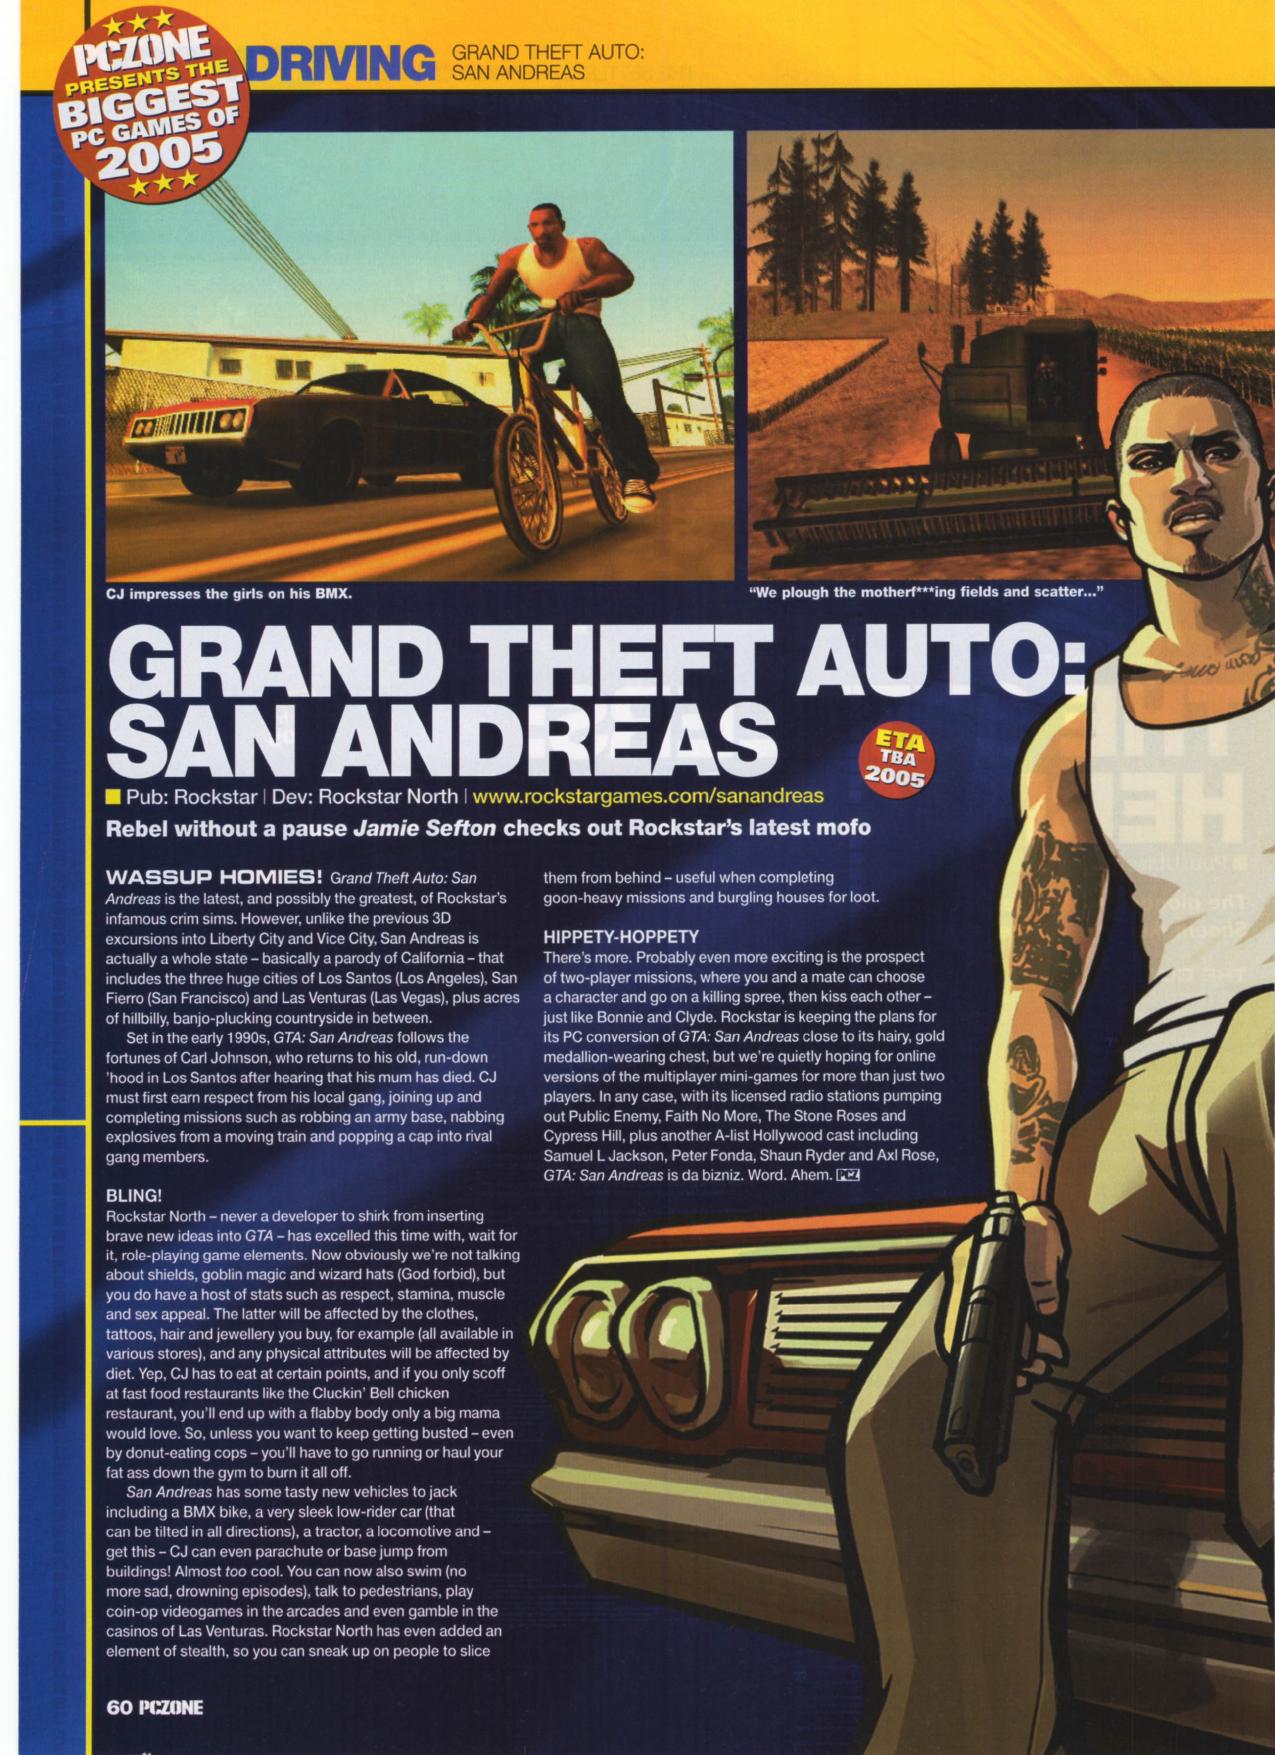 PCZONE
PRESENTS THE
BIGGEST
PC GAMES OF
2005
DRIVING
GRAND THEFT AUTO:
SAN ANDREAS
CJ impresses the girls on his BMX.
“We plough the motherf***ing fields and scatter...”
GRAND THEFT AUTO:
SAN ANDREAS
ETA
TBA
2005
Pub: Rockstar | Dev: Rockstar North | www.rockstargames.com/sanandreas
Rebel without a pause Jamie Sefton checks out Rockstar’s latest mofo
WASSUP HOMIES! Grand Theft Auto: San
Andreas is the latest, and possibly the greatest, of Rockstar’s
infamous crim sims. However, unlike the previous 3D
excursions into Liberty City and Vice City, San Andreas is
actually a whole state – basically a parody of California – that
includes the three huge cities of Los Santos (Los Angeles), San
Fierro (San Francisco) and Las Venturas (Las Vegas), plus acres
of hillbilly, banjo-plucking countryside in between.
Set in the early 1990s, GTA: San Andreas follows the
fortunes of Carl Johnson, who returns to his old, run-down
’hood in Los Santos after hearing that his mum has died. CJ
must first earn respect from his local gang, joining up and
completing missions such as robbing an army base, nabbing
explosives from a moving train and popping a cap into rival
gang members.
BLING!
Rockstar North – never a developer to shirk from inserting
brave new ideas into GTA – has excelled this time with, wait for
it, role-playing game elements. Now obviously we’re not talking
about shields, goblin magic and wizard hats (God forbid), but
you do have a host of stats such as respect, stamina, muscle
and sex appeal. The latter will be affected by the clothes,
tattoos, hair and jewellery you buy, for example (all available in
various stores), and any physical attributes will be affected by
diet. Yep, CJ has to eat at certain points, and if you only scoff
at fast food restaurants like the Cluckin’ Bell chicken
restaurant, you’ll end up with a flabby body only a big mama
would love. So, unless you want to keep getting busted – even
by donut-eating cops – you’ll have to go running or haul your
fat ass down the gym to burn it all off.
San Andreas has some tasty new vehicles to jack
including a BMX bike, a very sleek low-rider car (that
can be tilted in all directions), a tractor, a locomotive and –
get this – CJ can even parachute or base jump from
buildings! Almost too cool. You can now also swim (no
more sad, drowning episodes), talk to pedestrians, play
coin-op videogames in the arcades and even gamble in the
casinos of Las Venturas. Rockstar North has even added an
element of stealth, so you can sneak up on people to slice
them from behind – useful when completing
goon-heavy missions and burgling houses for loot.
HIPPETY-HOPPETY
There’s more. Probably even more exciting is the prospect
of two-player missions, where you and a mate can choose
a character and go on a killing spree, then kiss each other –
just like Bonnie and Clyde. Rockstar is keeping the plans for
its PC conversion of GTA: San Andreas close to its hairy, gold
medallion-wearing chest, but we’re quietly hoping for online
versions of the multiplayer mini-games for more than just two
players. In any case, with its licensed radio stations pumping
out Public Enemy, Faith No More, The Stone Roses and
Cypress Hill, plus another A-list Hollywood cast including
Samuel L Jackson, Peter Fonda, Shaun Ryder and Axl Rose,
GTA: San Andreas is da bizniz. Word. Ahem. PCZ
60 PCZONE